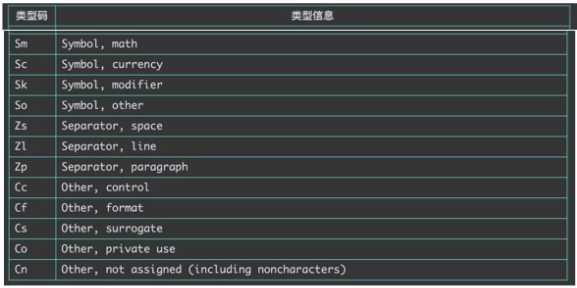 类型码 类型信息
Sm Symbol, math
Sc Symbol, currency
Sk Symbol, modifier
So Symbol, other
Zs Separator, space
Zl Separator, line
Zp Separator, paragraph
Cc Other, control
Cf Other, format
Cs Other, surrogate
Co Other, private use
Cn Other, not assigned (including noncharacters)